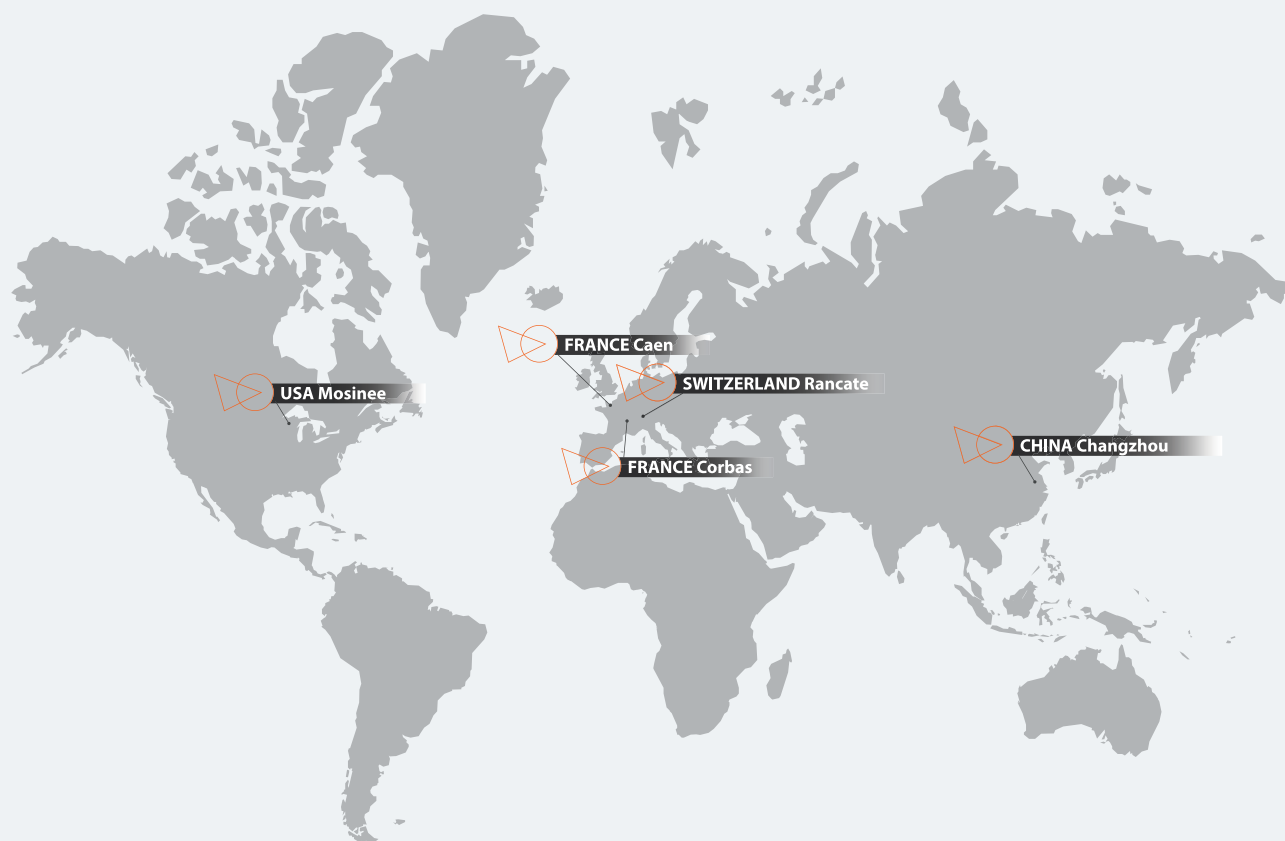 FRANCE Caen
SWITZERLAND Rancate
USA Mosinee
CHINA Changzhou
FRANCE Corbas